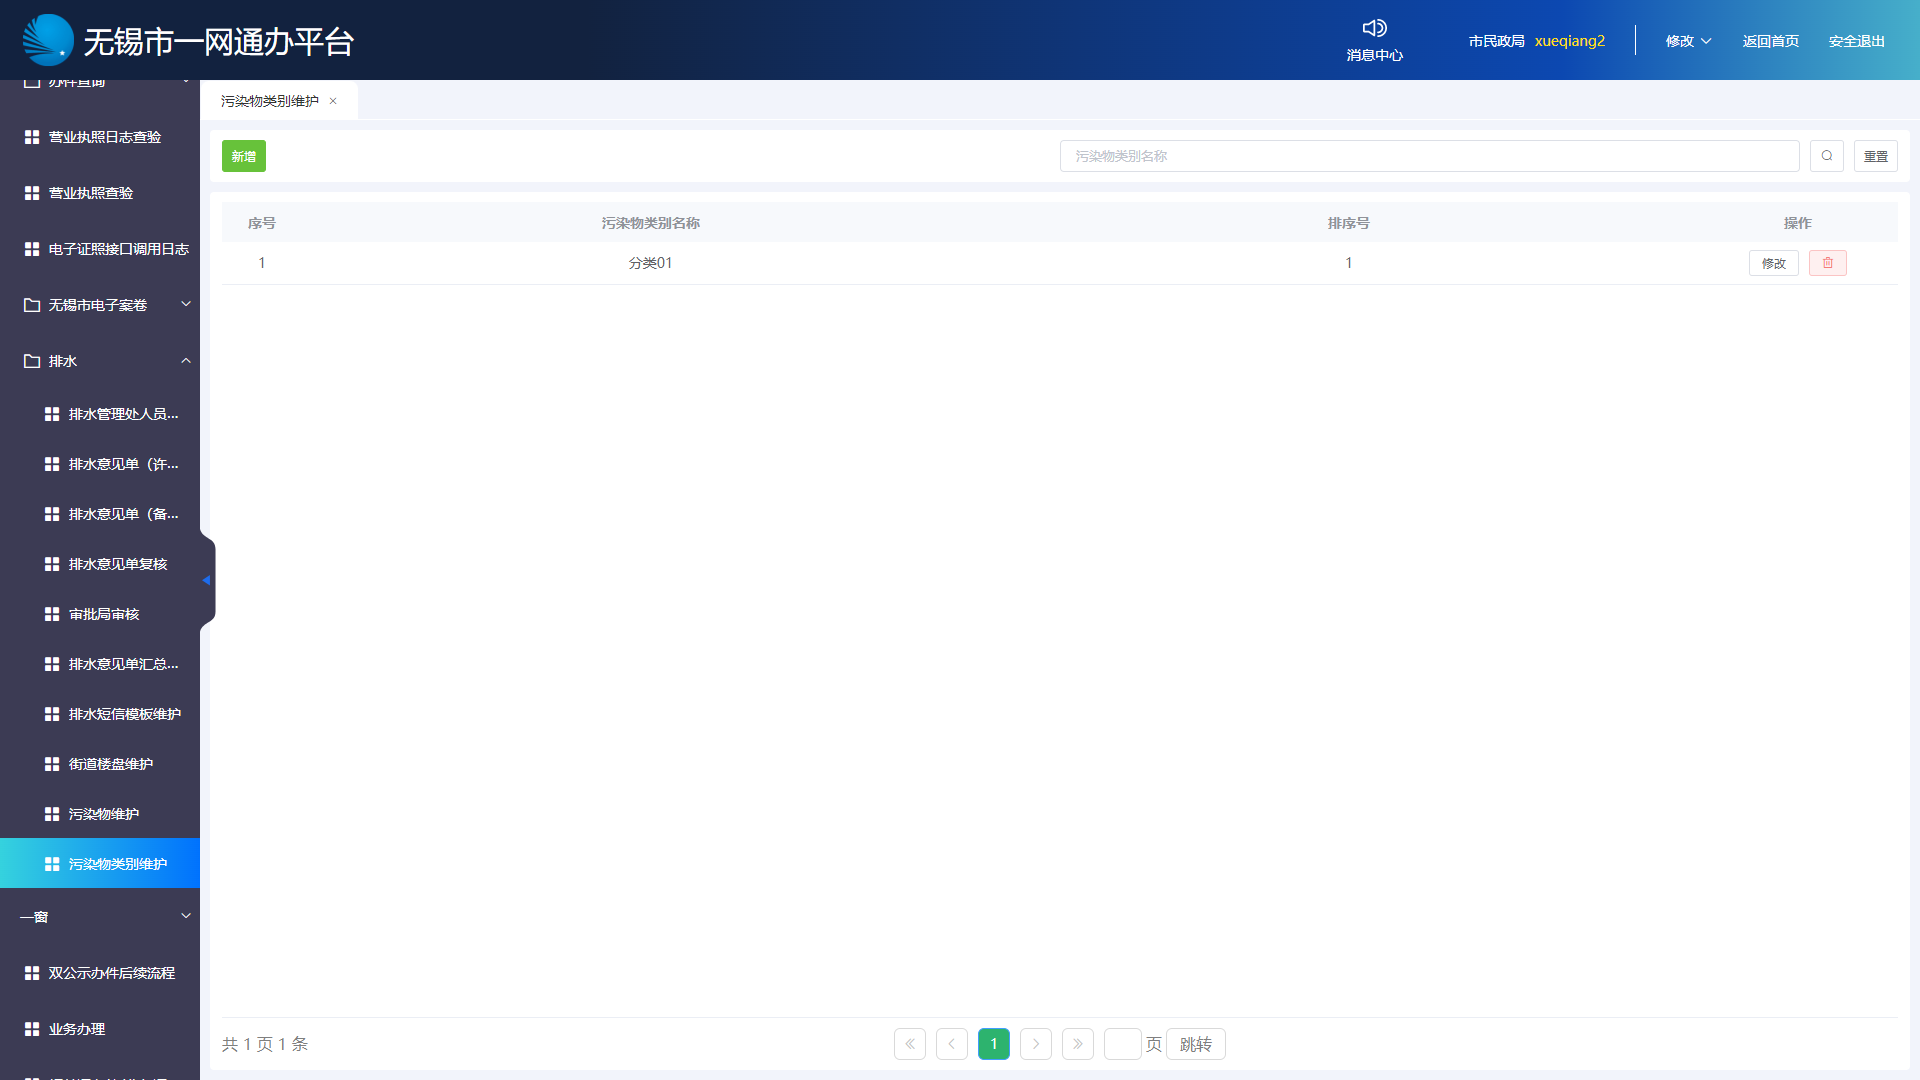 无锡市一网通办平台
消息中心
市民政局 xueqiang2
修改
返回首页
安全退出
办件查询
营业执照日志查验
营业执照查验
电子证照接口调用日志
无锡市电子案卷
排水
排水管理处人员...
排水意见单（许...
排水意见单（备...
排水意见单复核
审批局审核
排水意见单汇总...
排水短信模板维护
街道楼盘维护
污染物维护
污染物类别维护
一窗
双公示办件后续流程
业务办理
污染物类别维护 ×
新增
污染物类别名称
重置
序号 污染物类别名称 排序号 操作
1 分类01 1 修改
共 1 页 1 条
1
页 跳转